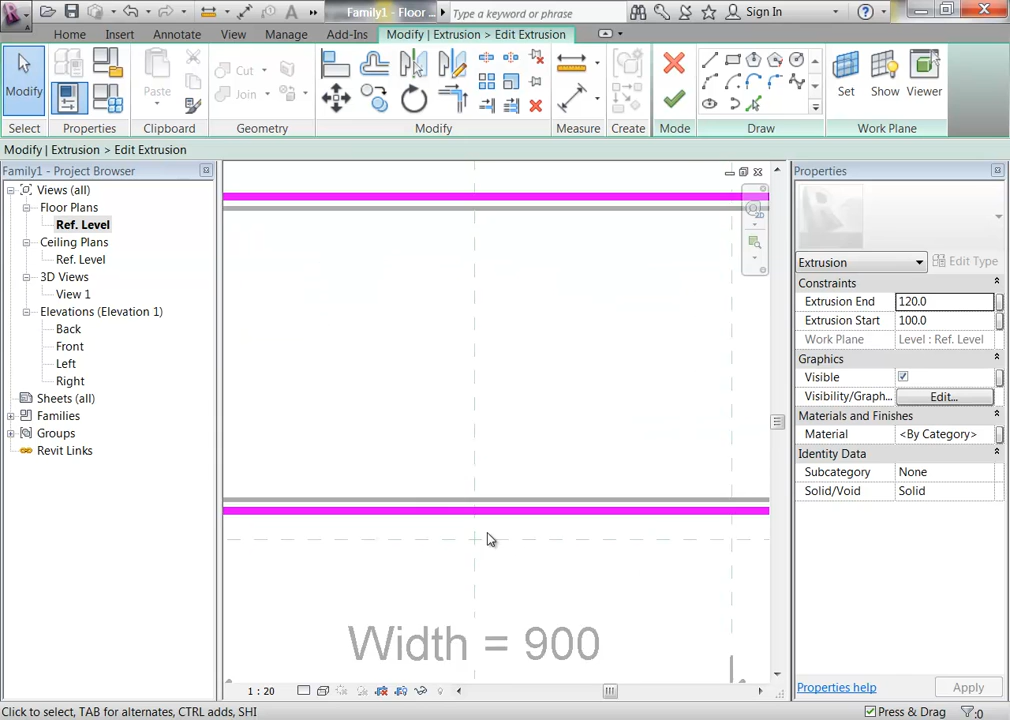 Family1 - Floor ...
Type a keyword or phrase
Sign In
Home
Insert
Annotate
View
Manage
Add-Ins
Modify | Extrusion > Edit Extrusion
Modify
Paste
Cut
Join
Set
Show
Viewer
Select
Properties
Clipboard
Geometry
Modify
Measure
Create
Mode
Draw
Work Plane
Modify | Extrusion > Edit Extrusion
Family1 - Project Browser
Views (all)
Floor Plans
Ref. Level
Ceiling Plans
Ref. Level
3D Views
View 1
Elevations (Elevation 1)
Back
Front
Left
Right
Sheets (all)
Families
Groups
Revit Links
2D
Width = 900
1 : 20
Properties
Extrusion
Edit Type
Constraints
Extrusion End 120.0
Extrusion Start 100.0
Work Plane Level : Ref. Level
Graphics
Visible
Visibility/Graph... Edit...
Materials and Finishes
Material <By Category>
Identity Data
Subcategory None
Solid/Void Solid
Properties help
Apply
Click to select, TAB for alternates, CTRL adds, SHI
Press & Drag
:0